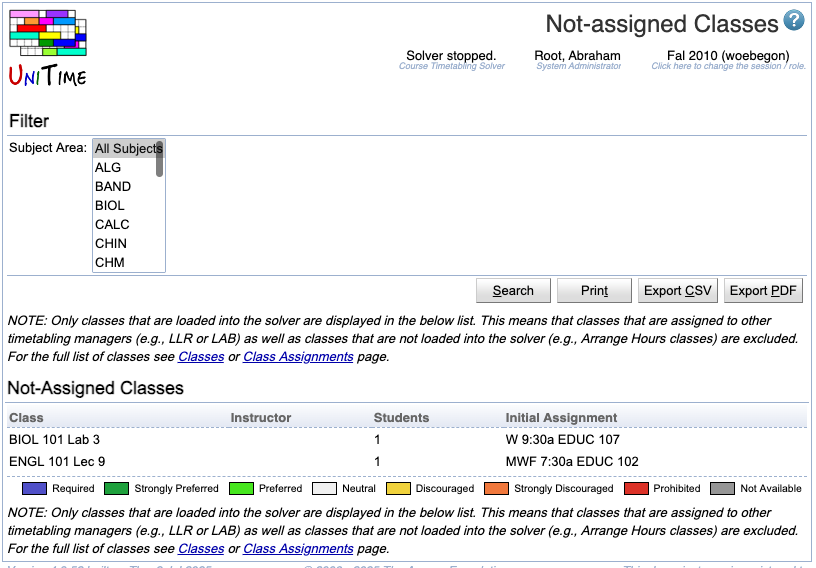 UniTime
Not-assigned Classes
?
Solver stopped.
Course Timetabling Solver
Root, Abraham
System Administrator
Fal 2010 (woebegon)
Click here to change the session / role.
Filter
Subject Area:
All Subjects
ALG
BAND
BIOL
CALC
CHIN
CHM
Search Print Export CSV Export PDF
NOTE: Only classes that are loaded into the solver are displayed in the below list. This means that classes that are assigned to other
timetabling managers (e.g., LLR or LAB) as well as classes that are not loaded into the solver (e.g., Arrange Hours classes) are excluded.
For the full list of classes see Classes or Class Assignments page.
Not-Assigned Classes
Class Instructor Students Initial Assignment
BIOL 101 Lab 3 1 W 9:30a EDUC 107
ENGL 101 Lec 9 1 MWF 7:30a EDUC 102
Required Strongly Preferred Preferred Neutral Discouraged Strongly Discouraged Prohibited Not Available
NOTE: Only classes that are loaded into the solver are displayed in the below list. This means that classes that are assigned to other
timetabling managers (e.g., LLR or LAB) as well as classes that are not loaded into the solver (e.g., Arrange Hours classes) are excluded.
For the full list of classes see Classes or Class Assignments page.